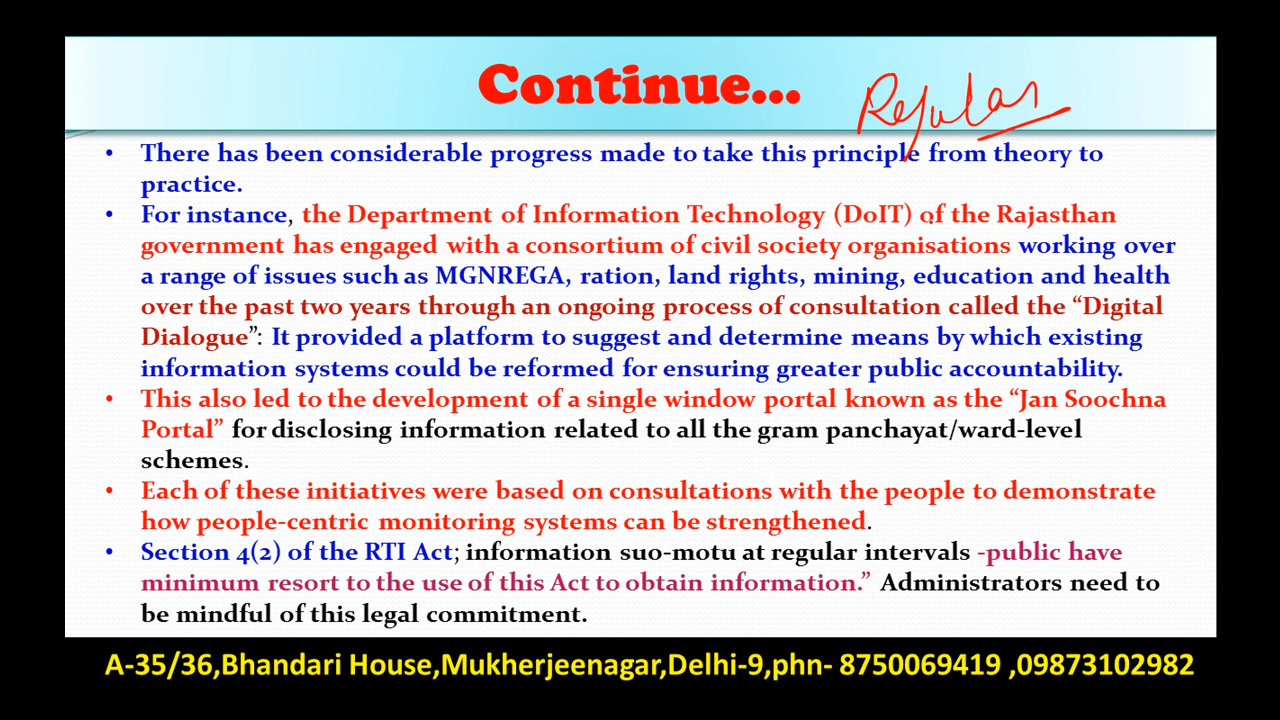 Continue...
Regular
• There has been considerable progress made to take this principle from theory to
practice.
• For instance, the Department of Information Technology (DoIT) of the Rajasthan
government has engaged with a consortium of civil society organisations working over
a range of issues such as MGNREGA, ration, land rights, mining, education and health
over the past two years through an ongoing process of consultation called the “Digital
Dialogue”: It provided a platform to suggest and determine means by which existing
information systems could be reformed for ensuring greater public accountability.
• This also led to the development of a single window portal known as the “Jan Soochna
Portal” for disclosing information related to all the gram panchayat/ward-level
schemes.
• Each of these initiatives were based on consultations with the people to demonstrate
how people-centric monitoring systems can be strengthened.
• Section 4(2) of the RTI Act; information suo-motu at regular intervals -public have
minimum resort to the use of this Act to obtain information.” Administrators need to
be mindful of this legal commitment.
A-35/36,Bhandari House,Mukherjeenagar,Delhi-9,phn- 8750069419 ,09873102982